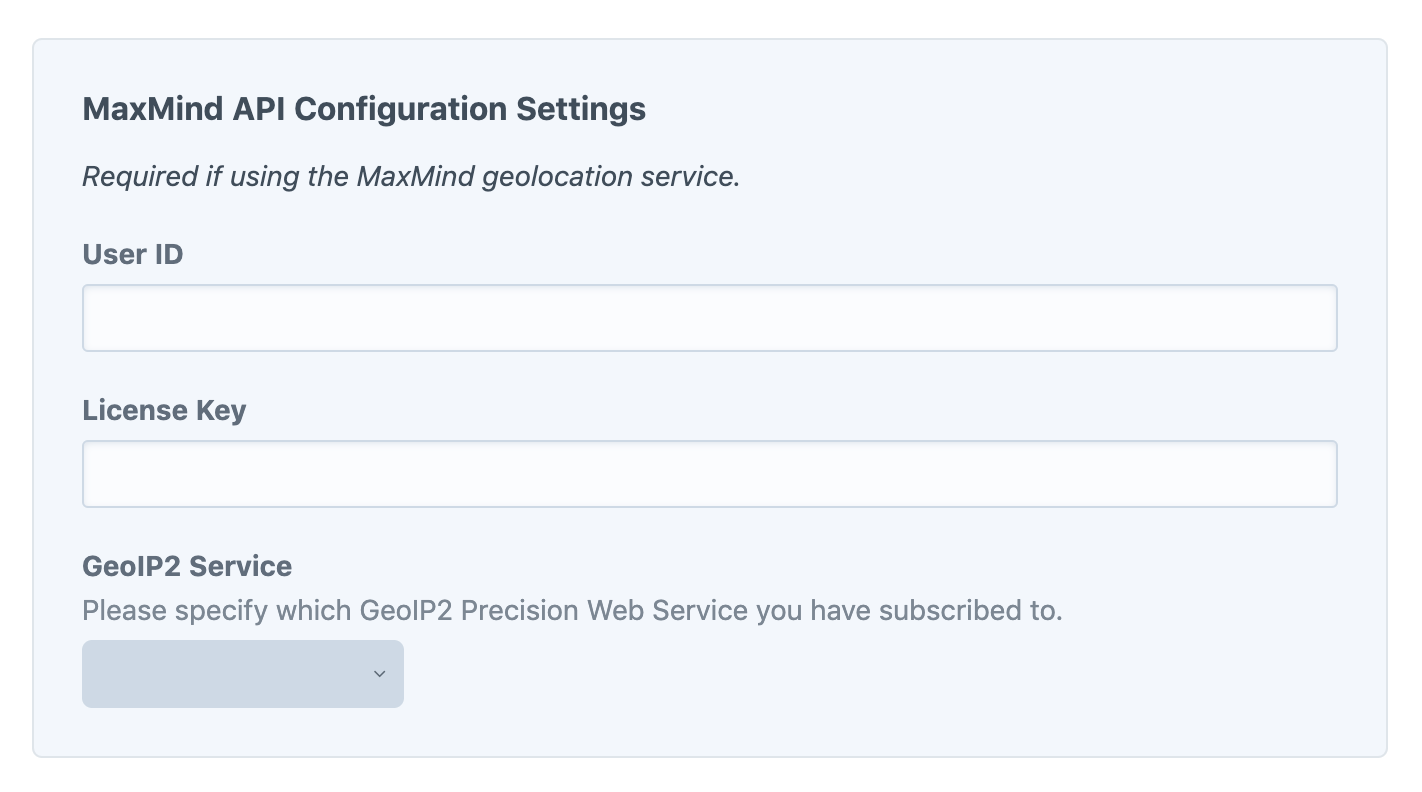 MaxMind API Configuration Settings
Required if using the MaxMind geolocation service.
User ID
License Key
GeoIP2 Service
Please specify which GeoIP2 Precision Web Service you have subscribed to.